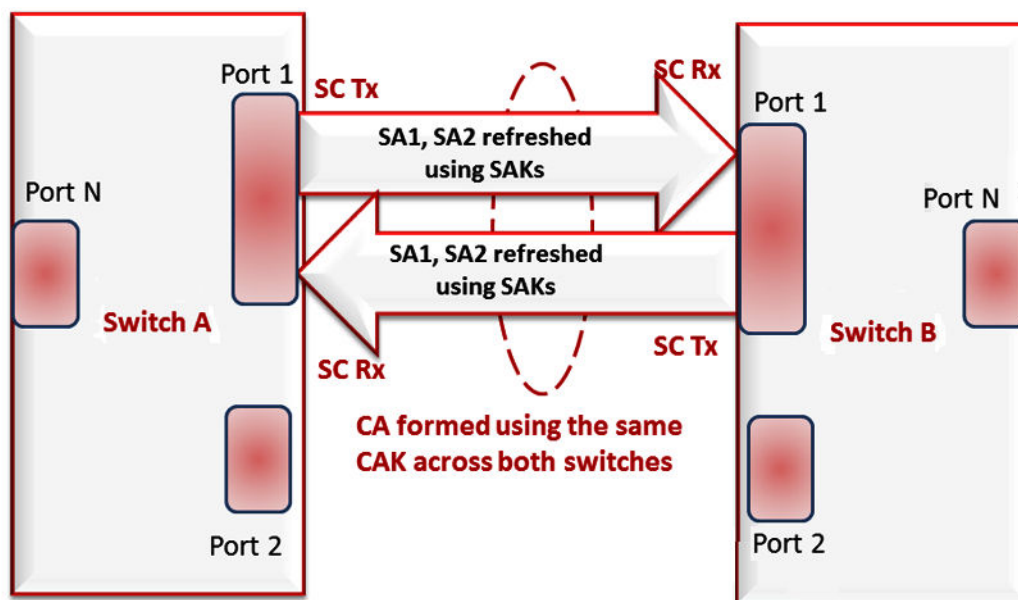 Port 1
SC Tx
SC Rx
Port 1
SA1, SA2 refreshed
using SAKs
Port N
Port N
SA1, SA2 refreshed
using SAKs
Switch A
Switch B
SC Rx
SC Tx
CA formed using the same
CAK across both switches
Port 2
Port 2